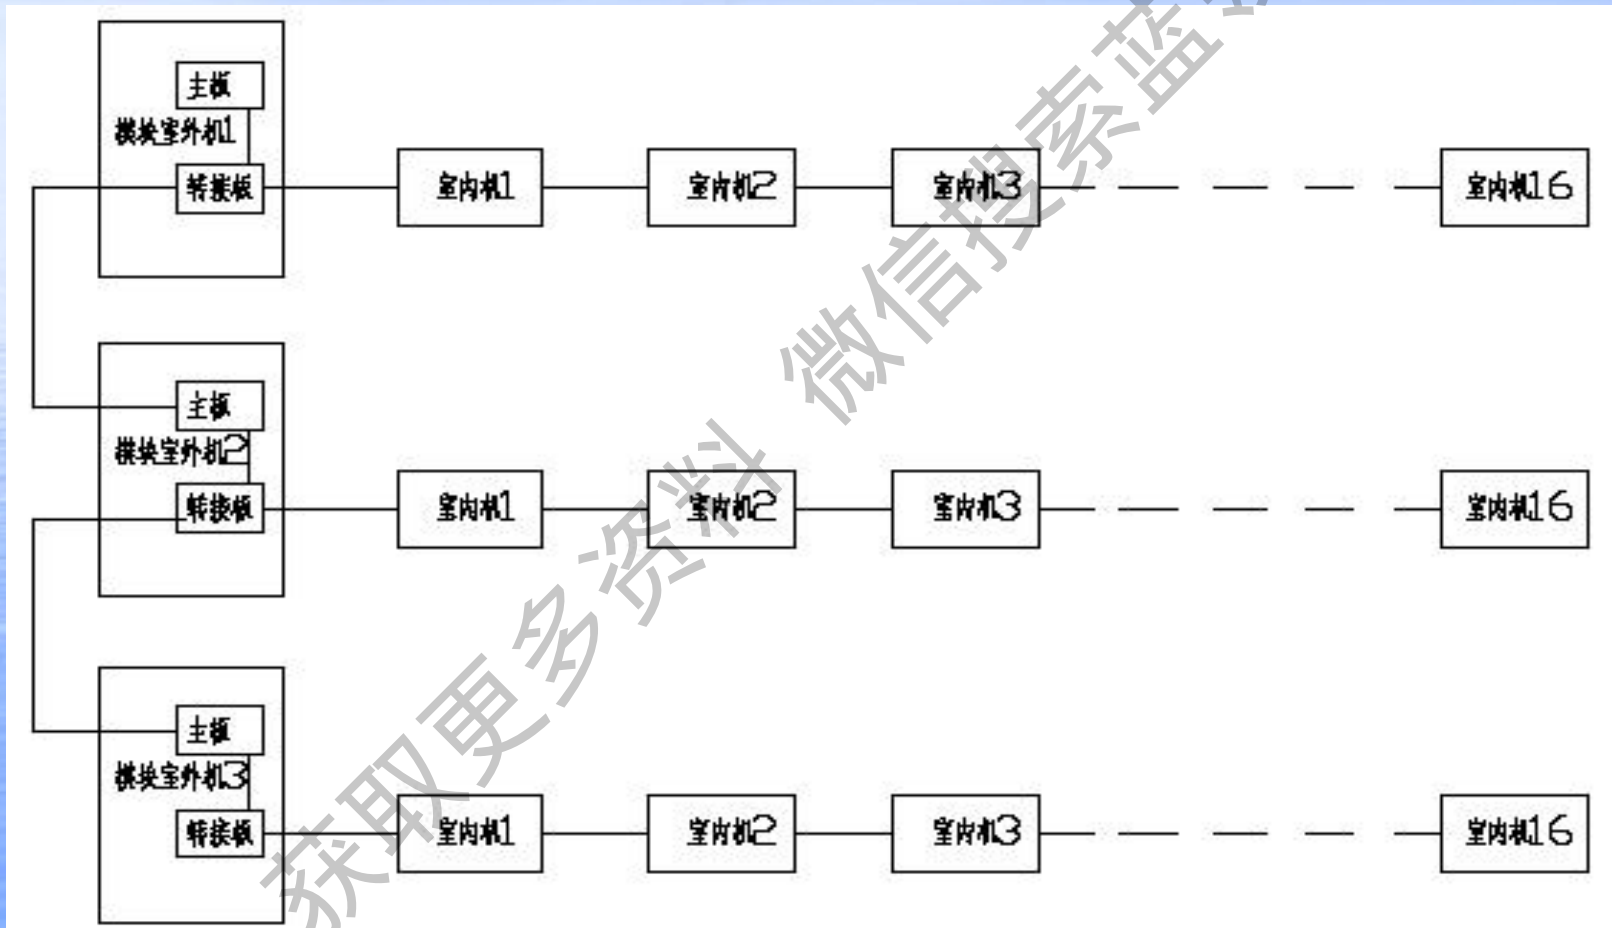 主板
模块室外机1
转接板
室内机1 室内机2 室内机3 室内机16
主板
模块室外机2
转接板
室内机1 室内机2 室内机3 室内机16
主板
模块室外机3
转接板
室内机1 室内机2 室内机3 室内机16
获取更多资料 微信搜索蓝